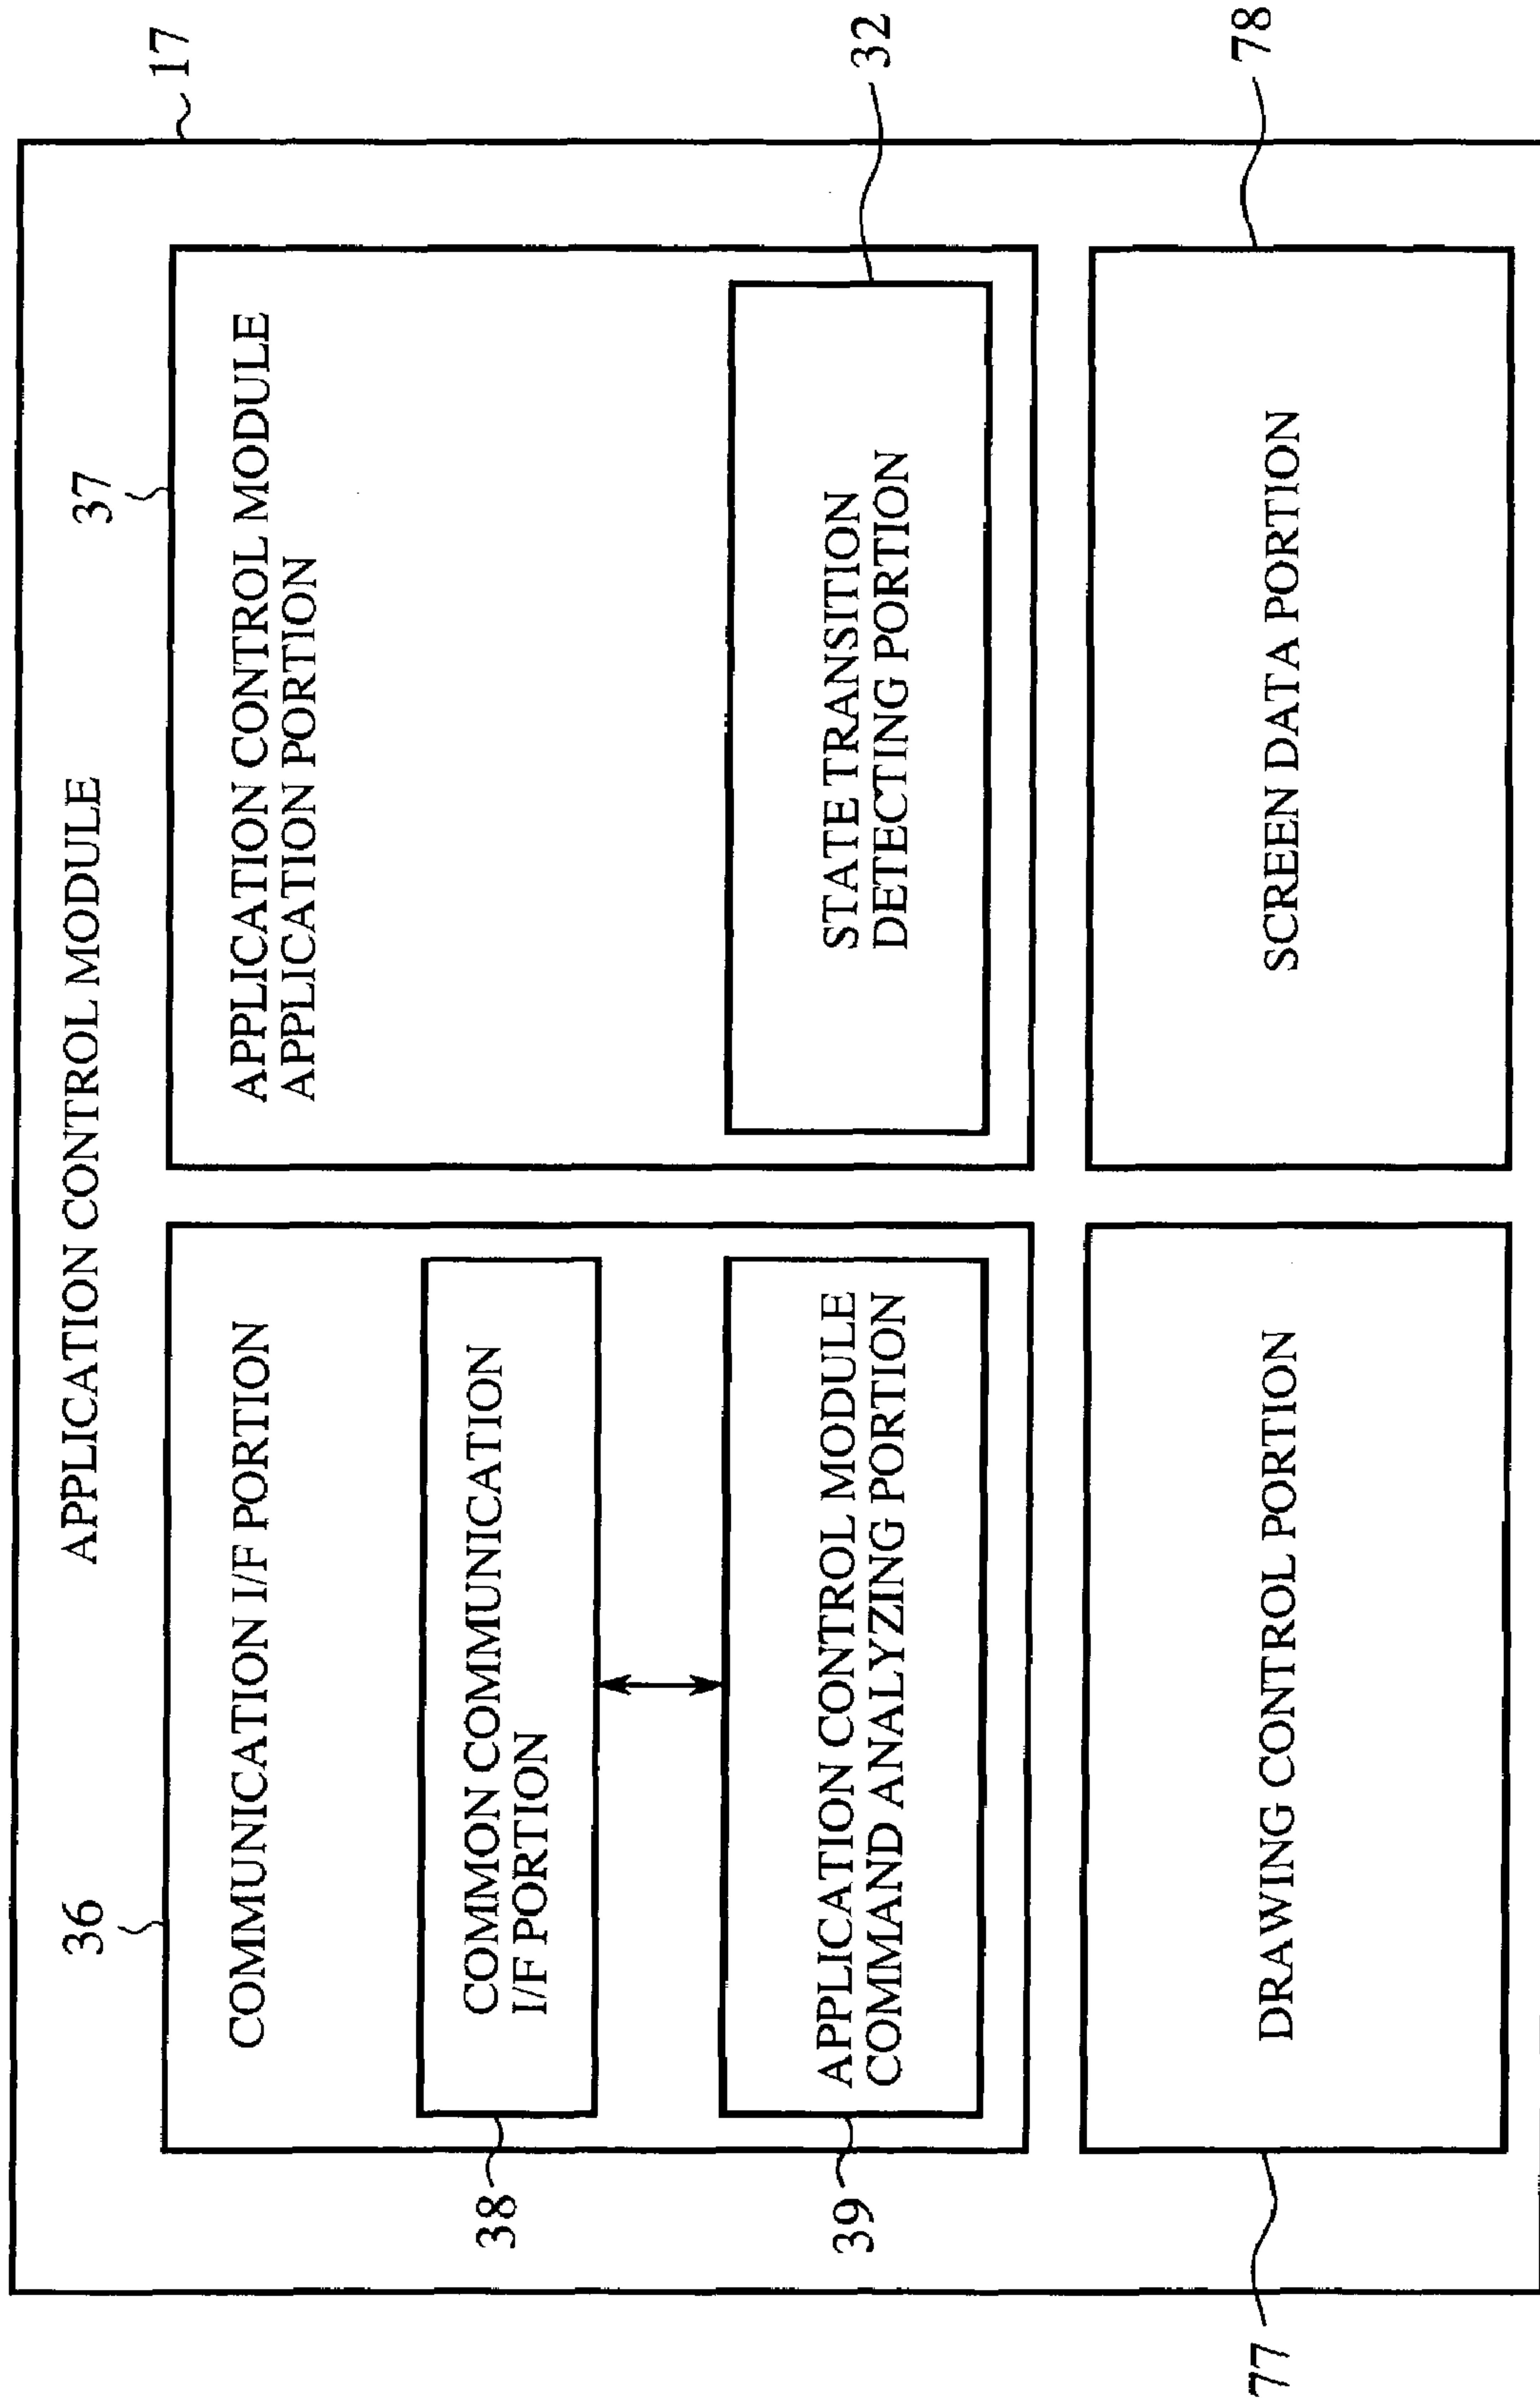 APPLICATION CONTROL MODULE
17
36
COMMUNICATION I/F PORTION
38
COMMON COMMUNICATION
I/F PORTION
39
APPLICATION CONTROL MODULE
COMMAND ANALYZING PORTION
37
APPLICATION CONTROL MODULE
APPLICATION PORTION
STATE TRANSITION
DETECTING PORTION
32
77
DRAWING CONTROL PORTION
SCREEN DATA PORTION
78